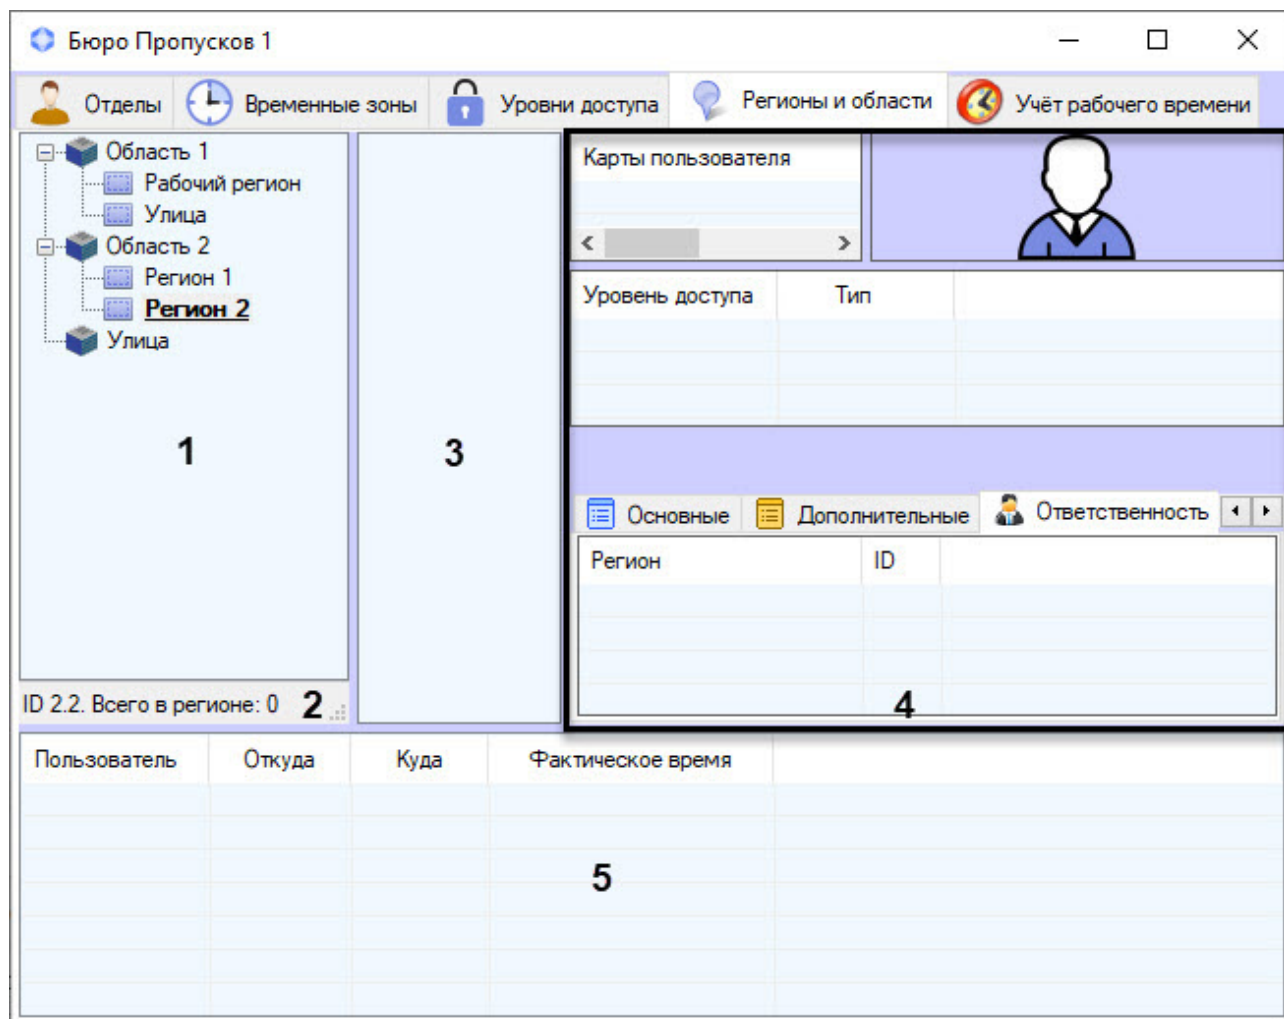 Бюро Пропусков 1
Отделы Временные зоны Уровни доступа Регионы и области Учёт рабочего времени
Область 1
Рабочий регион
Улица
Область 2
Регион 1
Регион 2
Улица
1
ID 2.2. Всего в регионе: 0 2
3
Карты пользователя
Уровень доступа Тип
Основные Дополнительные Ответственность
Регион ID
4
Пользователь Откуда Куда Фактическое время
5